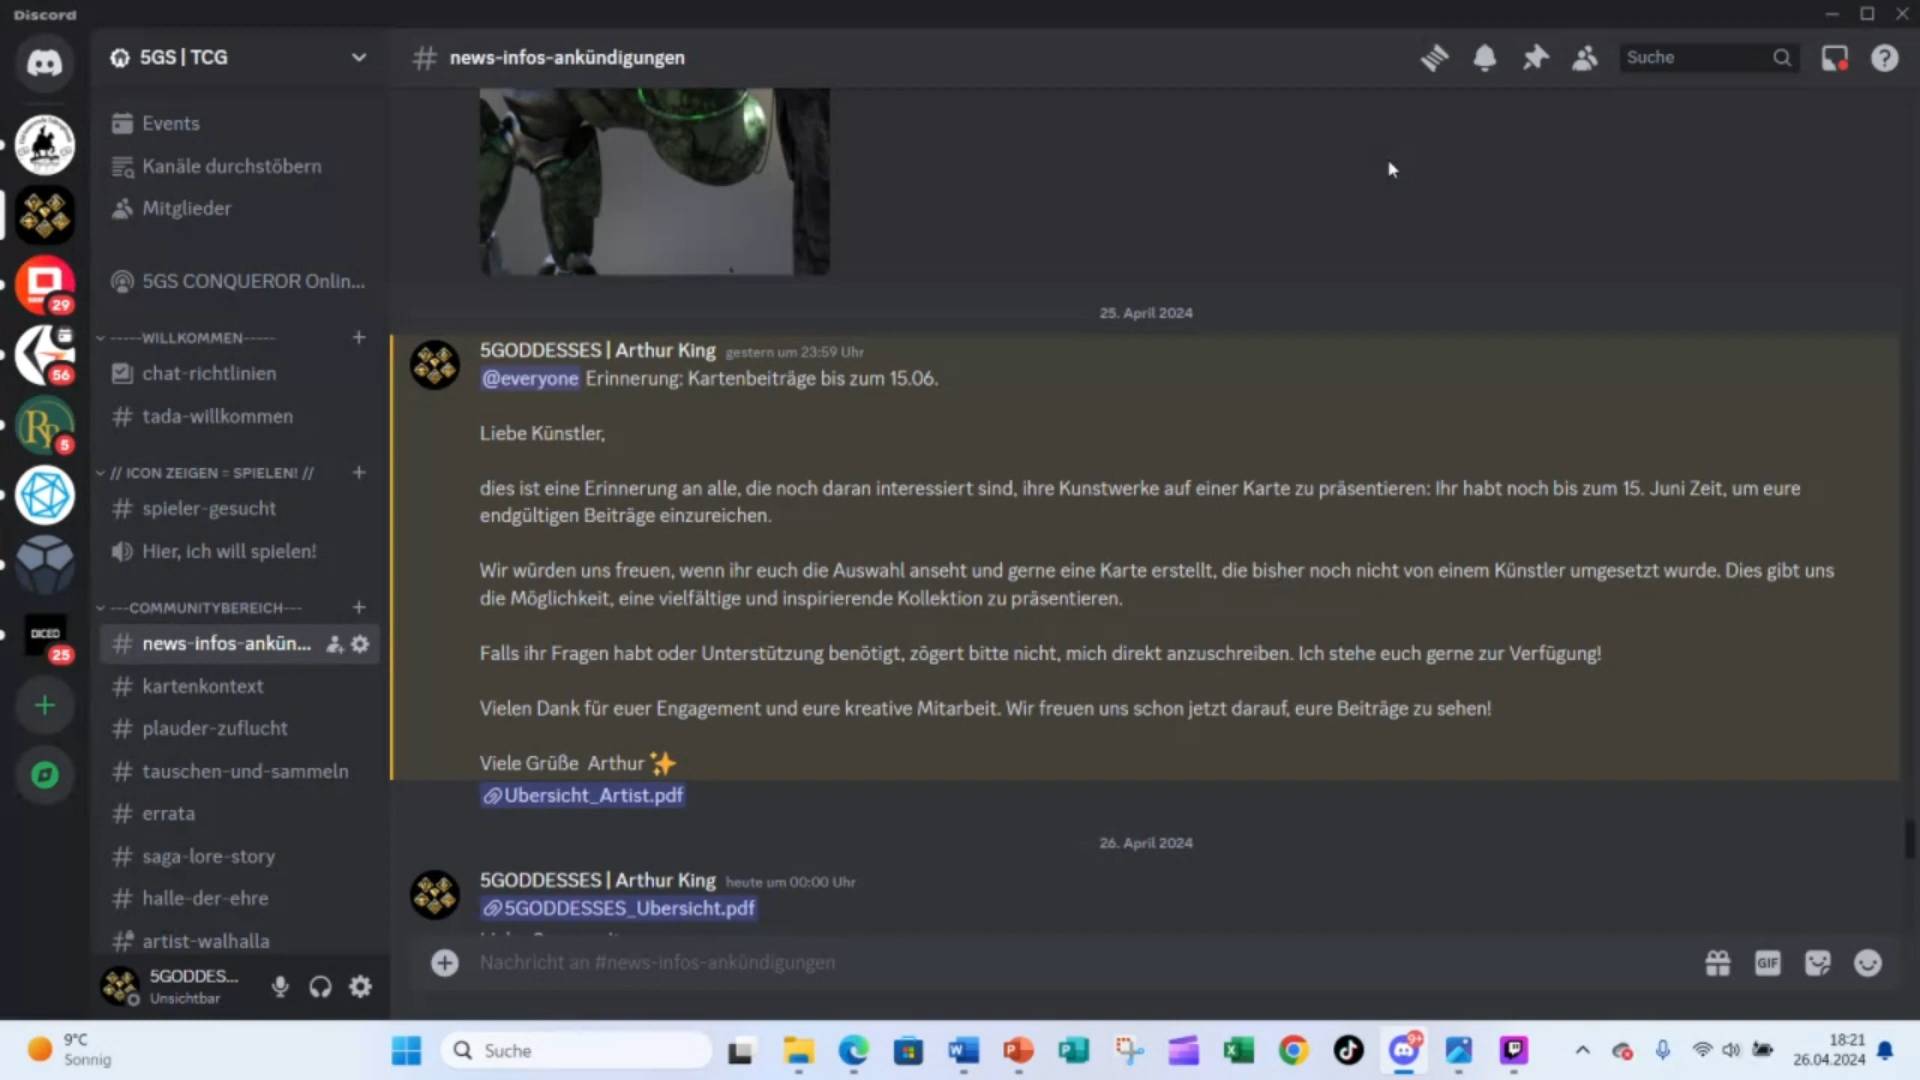 Discord
5GS | TCG
news-infos-ankündigungen
Suche
Events
Kanäle durchstöbern
Mitglieder
5GS CONQUEROR Onlin...
-----WILLKOMMEN-----
chat-richtlinien
tada-willkommen
// ICON ZEIGEN = SPIELEN! //
spieler-gesucht
Hier, ich will spielen!
---COMMUNITYBEREICH---
news-infos-ankün...
kartenkontext
plauder-zuflucht
tauschen-und-sammeln
errata
saga-lore-story
halle-der-ehre
artist-walhalla
5GODDES...
Unsichtbar
29
56
RP
5
DICED
25
25. April 2024
5GODDESSES | Arthur King gestern um 23:59 Uhr
@everyone Erinnerung: Kartenbeiträge bis zum 15.06.
Liebe Künstler,
dies ist eine Erinnerung an alle, die noch daran interessiert sind, ihre Kunstwerke auf einer Karte zu präsentieren: Ihr habt noch bis zum 15. Juni Zeit, um eure
endgültigen Beiträge einzureichen.
Wir würden uns freuen, wenn ihr euch die Auswahl anseht und gerne eine Karte erstellt, die bisher noch nicht von einem Künstler umgesetzt wurde. Dies gibt uns
die Möglichkeit, eine vielfältige und inspirierende Kollektion zu präsentieren.
Falls ihr Fragen habt oder Unterstützung benötigt, zögert bitte nicht, mich direkt anzuschreiben. Ich stehe euch gerne zur Verfügung!
Vielen Dank für euer Engagement und eure kreative Mitarbeit. Wir freuen uns schon jetzt darauf, eure Beiträge zu sehen!
Viele Grüße Arthur ✨
Ubersicht_Artist.pdf
26. April 2024
5GODDESSES | Arthur King heute um 00:00 Uhr
5GODDESSES_Ubersicht.pdf
Nachricht an #news-infos-ankündigungen
GIF
9°C
Sonnig
Suche
9+
18:21
26.04.2024